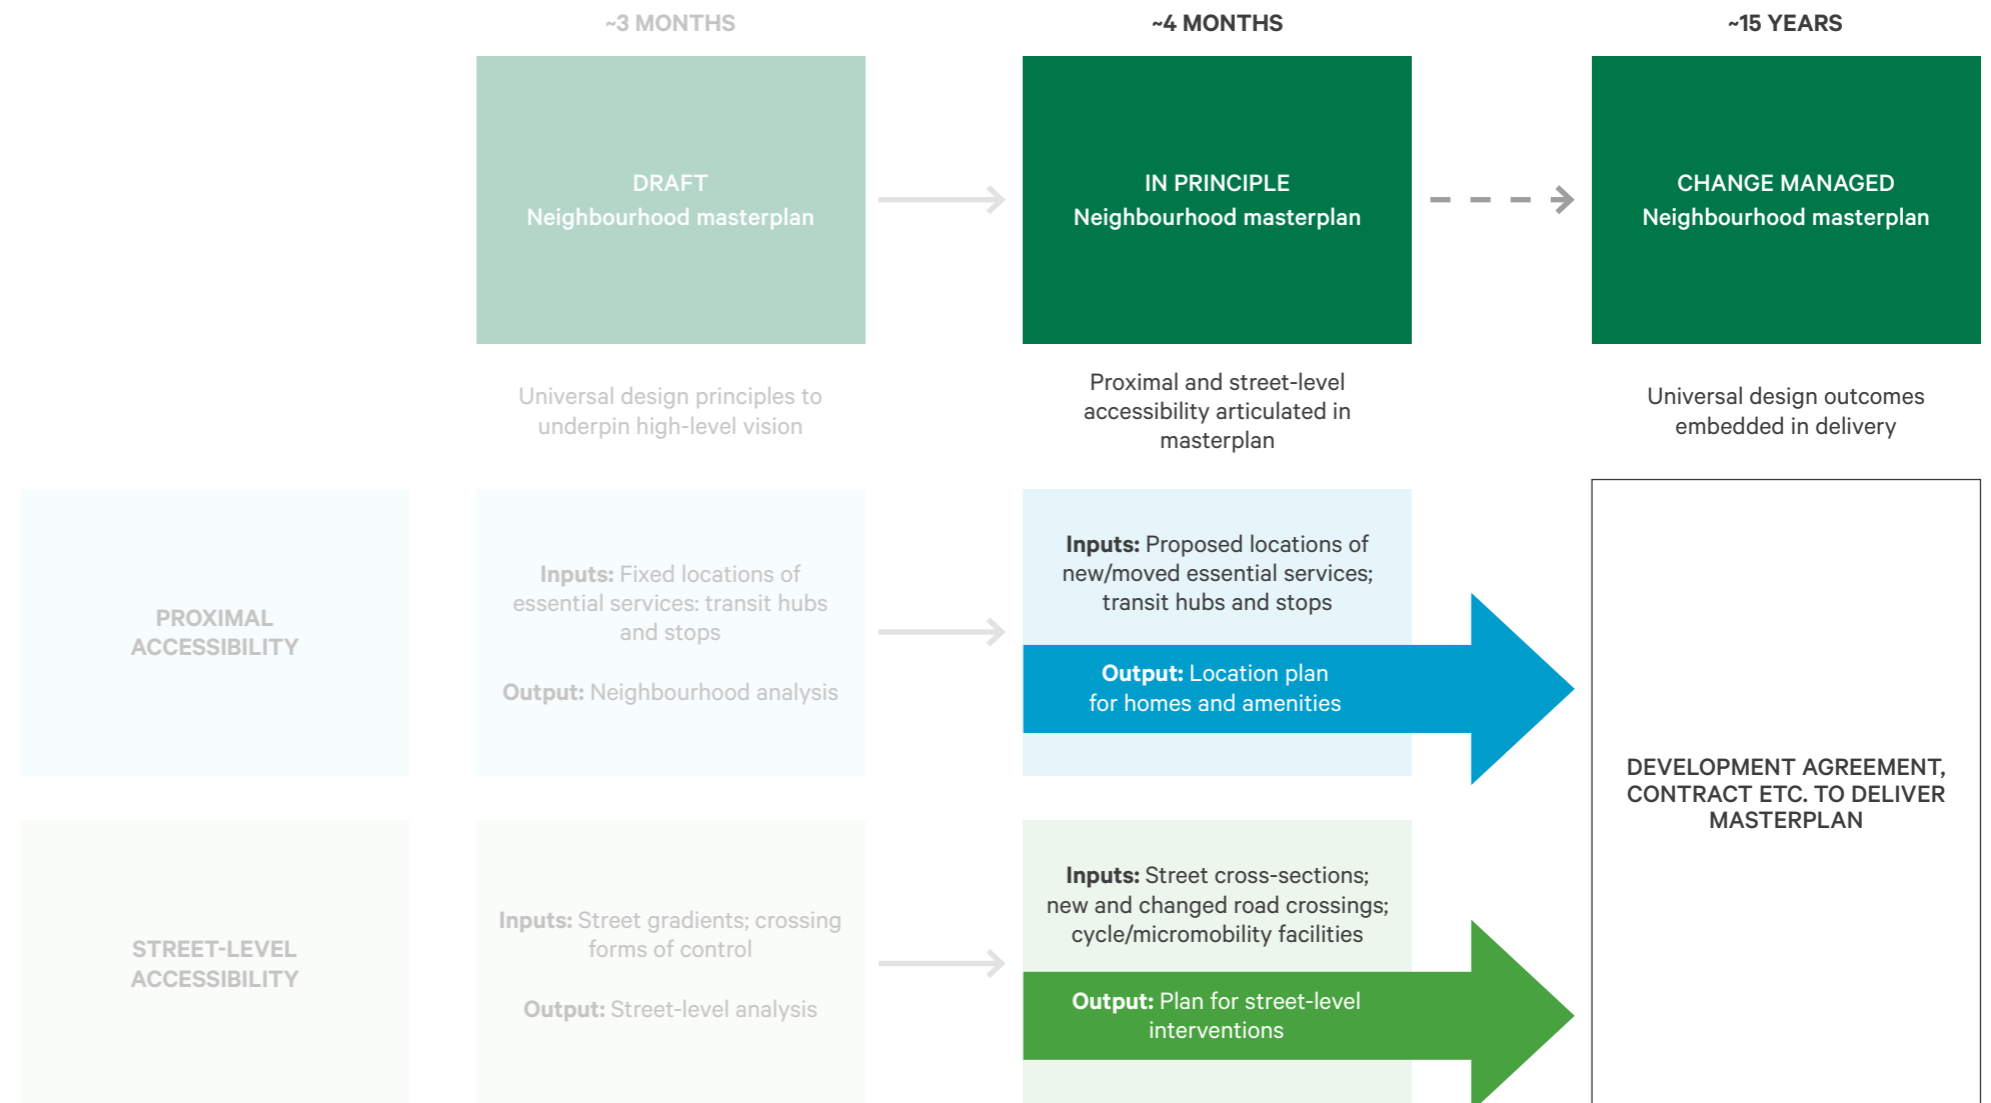 ~3 MONTHS
~4 MONTHS
~15 YEARS
DRAFT
Neighbourhood masterplan
IN PRINCIPLE
Neighbourhood masterplan
CHANGE MANAGED
Neighbourhood masterplan
Universal design principles to
underpin high-level vision
Proximal and street-level
accessibility articulated in
masterplan
Universal design outcomes
embedded in delivery
PROXIMAL
ACCESSIBILITY
Inputs: Fixed locations of
essential services: transit hubs
and stops
Output: Neighbourhood analysis
Inputs: Proposed locations of
new/moved essential services;
transit hubs and stops
Output: Location plan
for homes and amenities
DEVELOPMENT AGREEMENT,
CONTRACT ETC. TO DELIVER
MASTERPLAN
STREET-LEVEL
ACCESSIBILITY
Inputs: Street gradients; crossing
forms of control
Output: Street-level analysis
Inputs: Street cross-sections;
new and changed road crossings;
cycle/micromobility facilities
Output: Plan for street-level
interventions